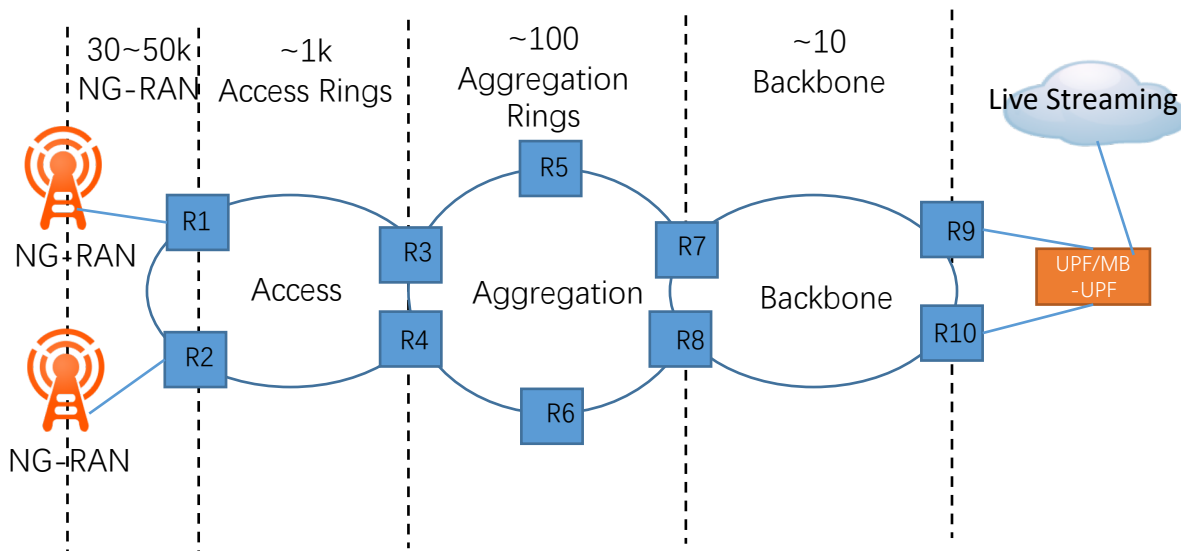 30~50k
NG-RAN
~1k
Access Rings
~100
Aggregation
Rings
~10
Backbone
Live Streaming
NG-RAN
NG-RAN
R1
R2
Access
R3
R4
R5
Aggregation
R6
R7
R8
Backbone
R9
R10
UPF/MB
-UPF